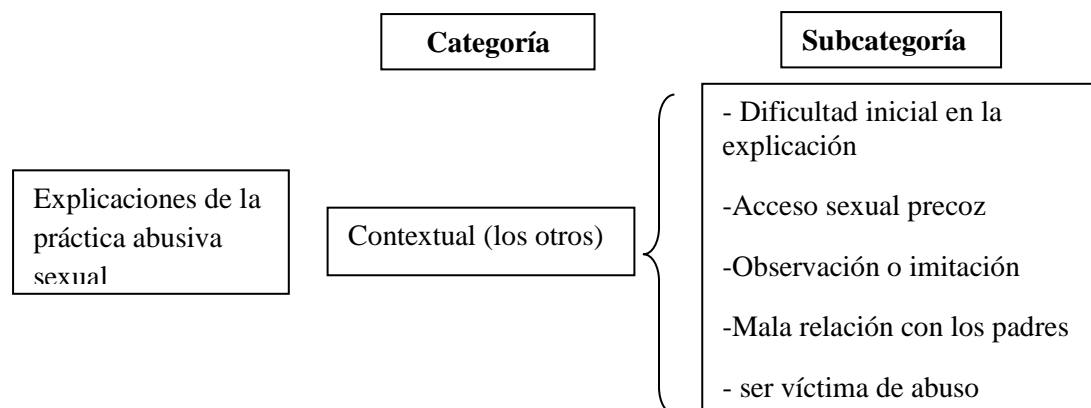 Categoría
Subcategoría
Explicaciones de la
práctica abusiva
sexual
Contextual (los otros)
- Dificultad inicial en la
explicación
-Acceso sexual precoz
-Observación o imitación
-Mala relación con los padres
- ser víctima de abuso